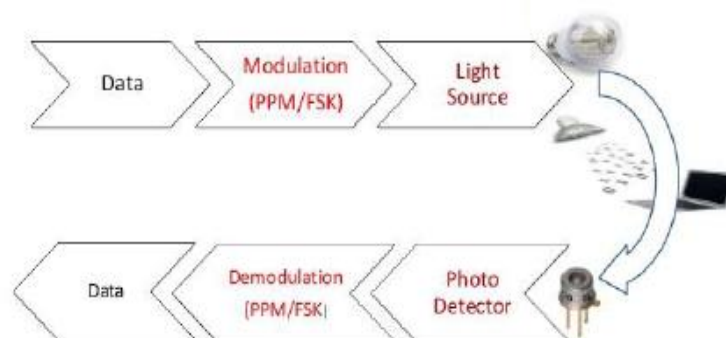 Data
Modulation
(PPM/FSK)
Light
Source
Data
Demodulation
(PPM/FSK)
Photo
Detector